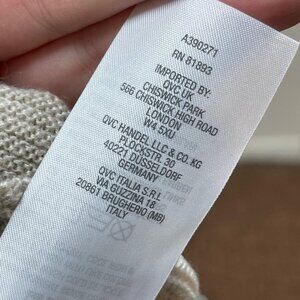 A390271
RN 81893
IMPORTED BY:
QVC UK
CHISWICK PARK
566 CHISWICK HIGH ROAD
LONDON
W4 5XU
QVC HANDEL LLC & CO. KG
PLOCKSTR. 30
40221 DÜSSELDORF
GERMANY
QVC ITALIA S.R.L
VIA GUZZINA 18
20861 BRUGHERIO (MB)
ITALY